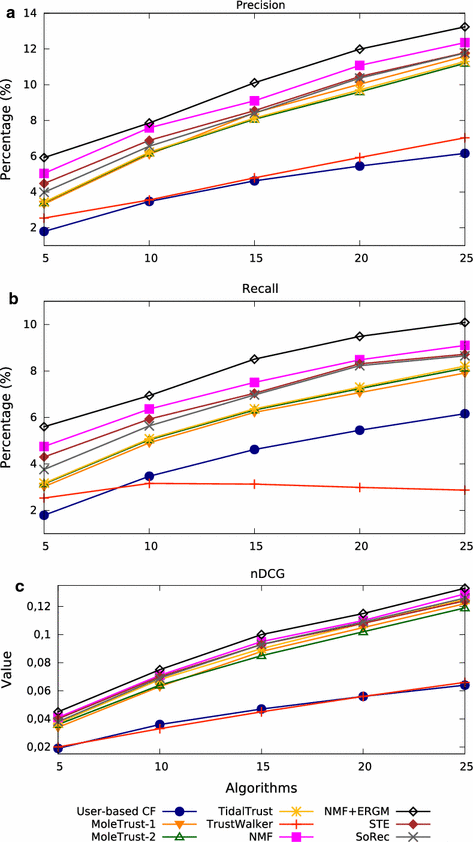 a
Precision
14
12
10
8
6
4
2
Percentage (%)
5 10 15 20 25
b
Recall
10
8
6
4
2
Percentage (%)
5 10 15 20 25
c
nDCG
0,12
0,1
0,08
0,06
0,04
0,02
Value
5 10 15 20 25
Algorithms
User-based CF TidalTrust NMF+ERGM
MoleTrust-1 TrustWalker STE
MoleTrust-2 NMF SoRec